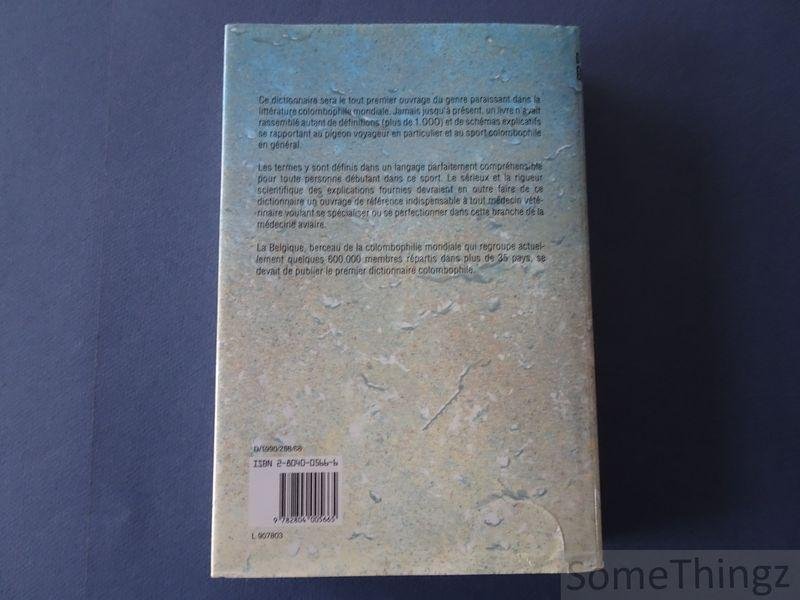 Ce dictionnaire sera le tout premier ouvrage du genre paraissant dans la
littérature colombophile mondiale. Jamais jusqu'à présent, un livre n'avait
rassemblé autant de définitions (plus de 1.000) et de schémas explicatifs
se rapportant au pigeon voyageur en particulier et au sport colombophile
en général.
Les termes y sont définis dans un langage parfaitement compréhensible
pour toute personne débutant dans ce sport. Le sérieux et la rigueur
scientifique des explications fournies devraient en outre faire de ce
dictionnaire un ouvrage de référence indispensable à tout médecin vété-
rinaire voulant se spécialiser ou se perfectionner dans cette branche de la
médecine aviaire.
La Belgique, berceau de la colombophilie mondiale qui regroupe actuel-
lement quelques 600.000 membres répartis dans plus de 35 pays, se
devait de publier le premier dictionnaire colombophile.
D/1990/286/68
ISBN 2-8040-0566-6
9 782804 005665
L 907803
SomeThingz